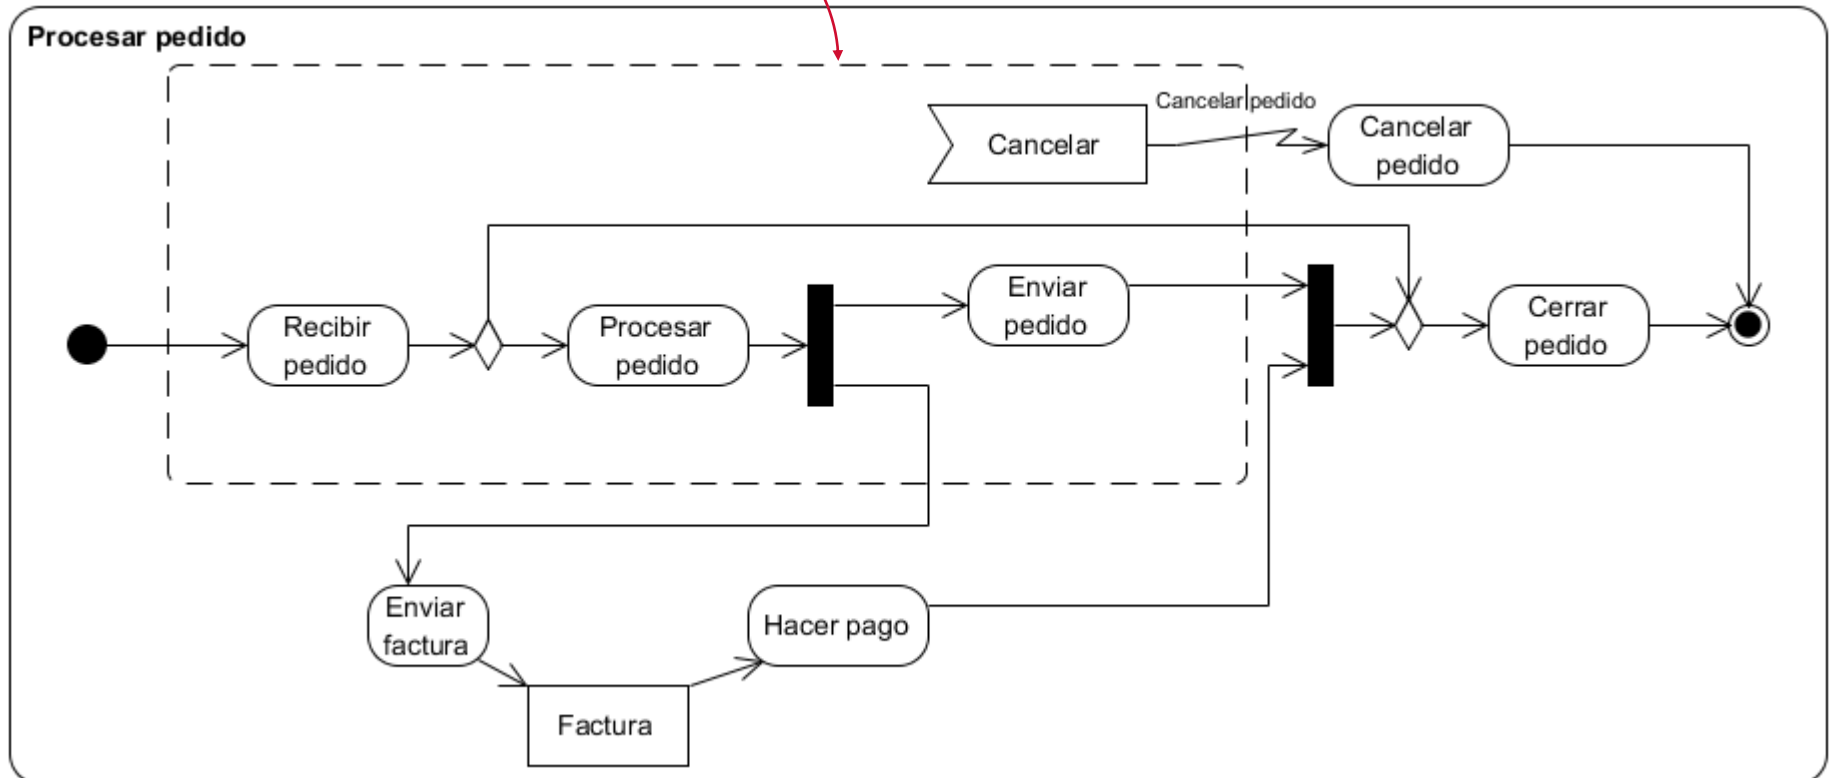 Procesar pedido
Cancelar pedido
Cancelar
Cancelar
pedido
Recibir
pedido
Procesar
pedido
Enviar
pedido
Cerrar
pedido
Enviar
factura
Hacer pago
Factura